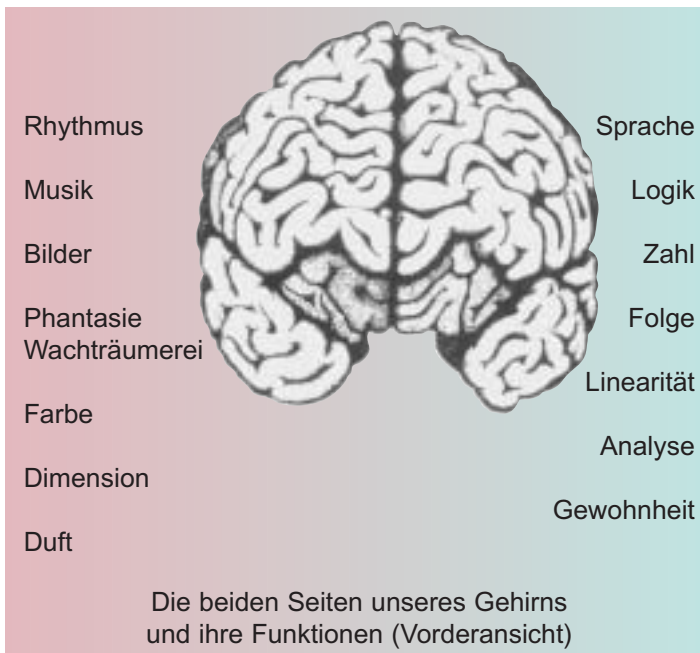 Rhythmus
Musik
Bilder
Phantasie
Wachträumerei
Farbe
Dimension
Duft
Sprache
Logik
Zahl
Folge
Linearität
Analyse
Gewohnheit
Die beiden Seiten unseres Gehirns
und ihre Funktionen (Vorderansicht)